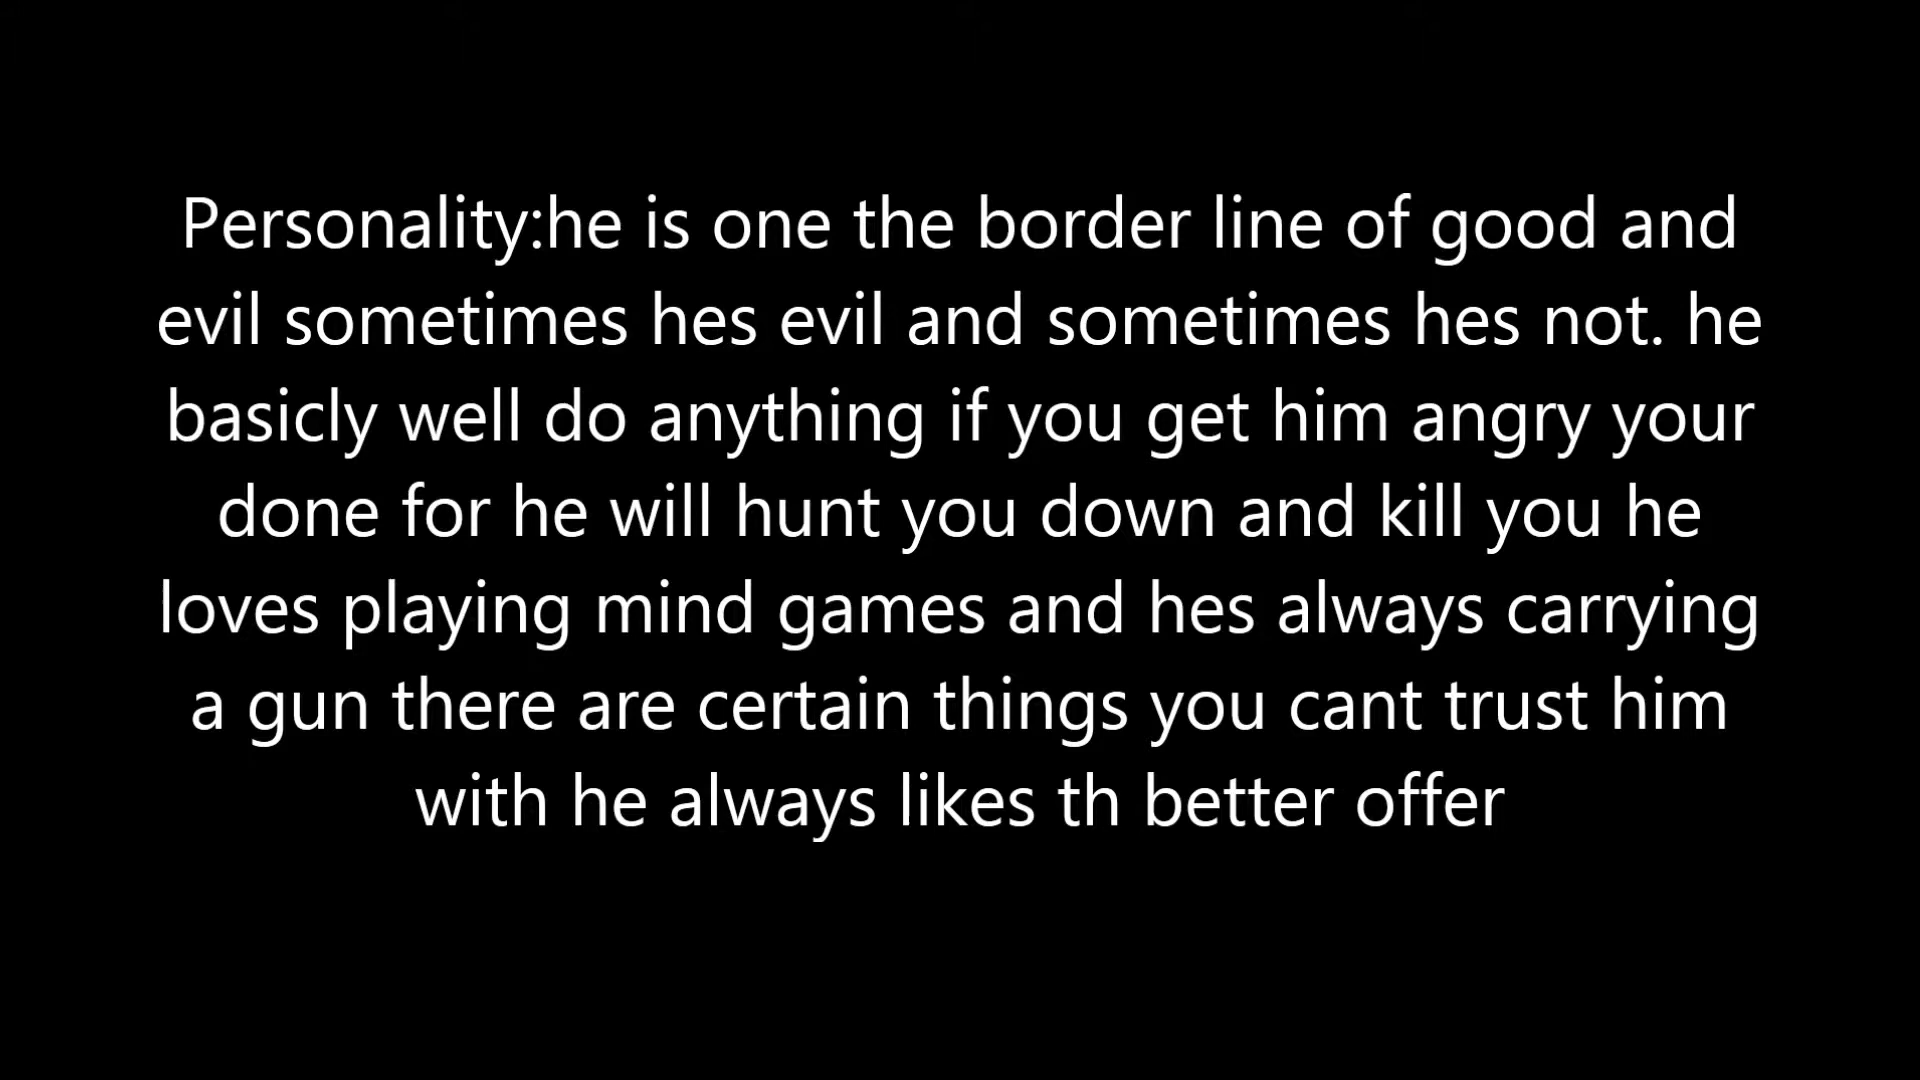 Personality:he is one the border line of good and
evil sometimes hes evil and sometimes hes not. he
basicly well do anything if you get him angry your
done for he will hunt you down and kill you he
loves playing mind games and hes always carrying
a gun there are certain things you cant trust him
with he always likes th better offer